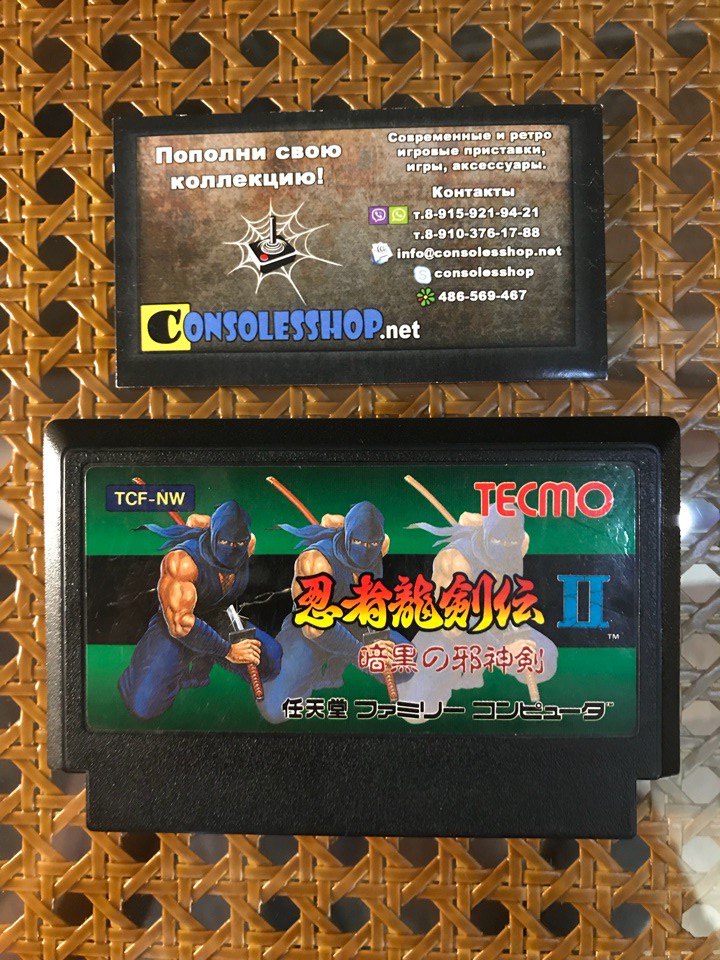 Пополни свою
коллекцию!
Современные и ретро
игровые приставки,
игры, аксессуары.
Контакты
т.8-915-921-94-21
т.8-910-376-17-88
info@consolesshop.net
consolesshop
486-569-467
CONSOLESSHOP.net
TCF-NW
TECMO
忍者龍剣伝 II
™
暗黒の邪神剣
任天堂 ファミリー コンピュータ™